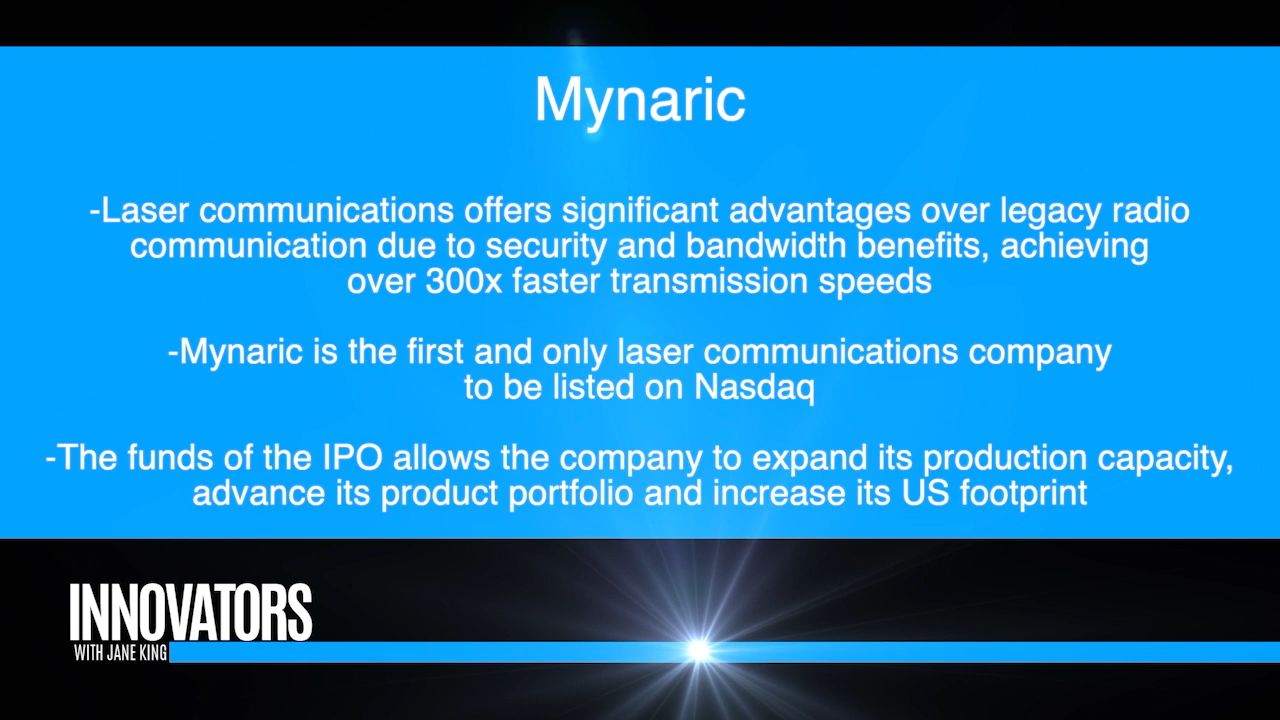 Mynaric
-Laser communications offers significant advantages over legacy radio
communication due to security and bandwidth benefits, achieving
over 300x faster transmission speeds
-Mynaric is the first and only laser communications company
to be listed on Nasdaq
-The funds of the IPO allows the company to expand its production capacity,
advance its product portfolio and increase its US footprint
INNOVATORS
WITH JANE KING